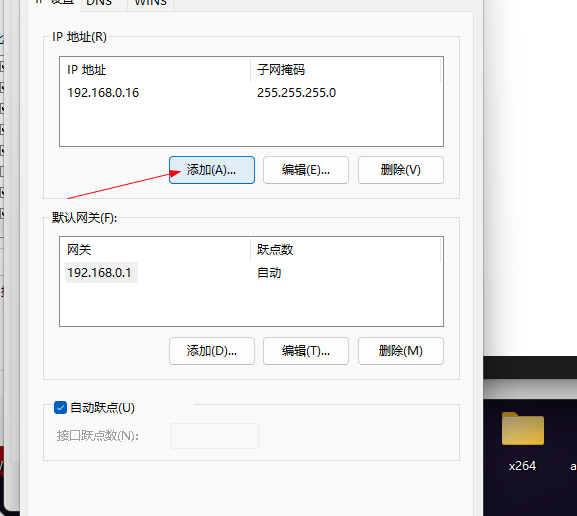 IP 设置 DNS WINS
IP 地址(R)
IP 地址 子网掩码
192.168.0.16 255.255.255.0
添加(A)... 编辑(E)... 删除(V)
默认网关(F):
网关 跃点数
192.168.0.1 自动
添加(D)... 编辑(T)... 删除(M)
自动跃点(U)
接口跃点数(N):
x264